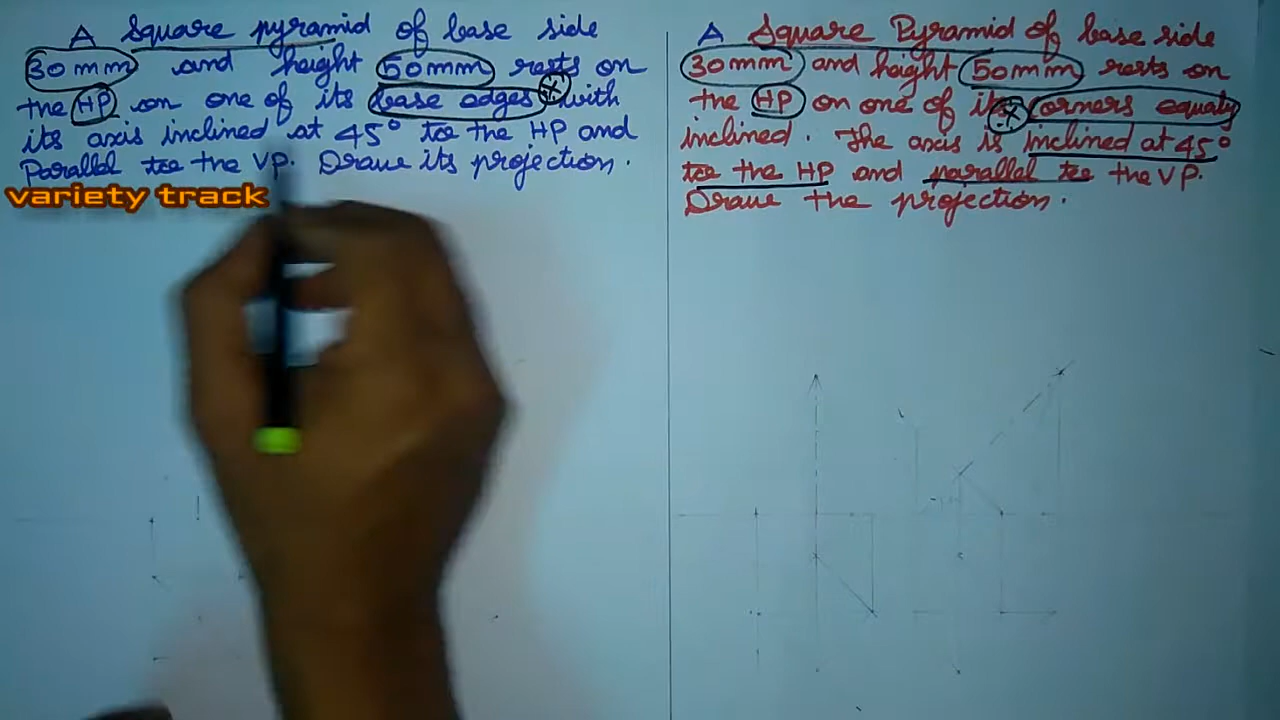 A Square pyramid of base side
30 mm and height 50 mm rests on
the HP on one of its base edges with
its axis inclined at 45° to the HP and
Parallel to the VP. Draw its projection.
variety track
A Square Pyramid of base side
30 mm and height 50 mm rests on
the HP on one of its corners equaly
inclined. The axis is inclined at 45°
to the HP and parallel to the VP.
Draw the projection.